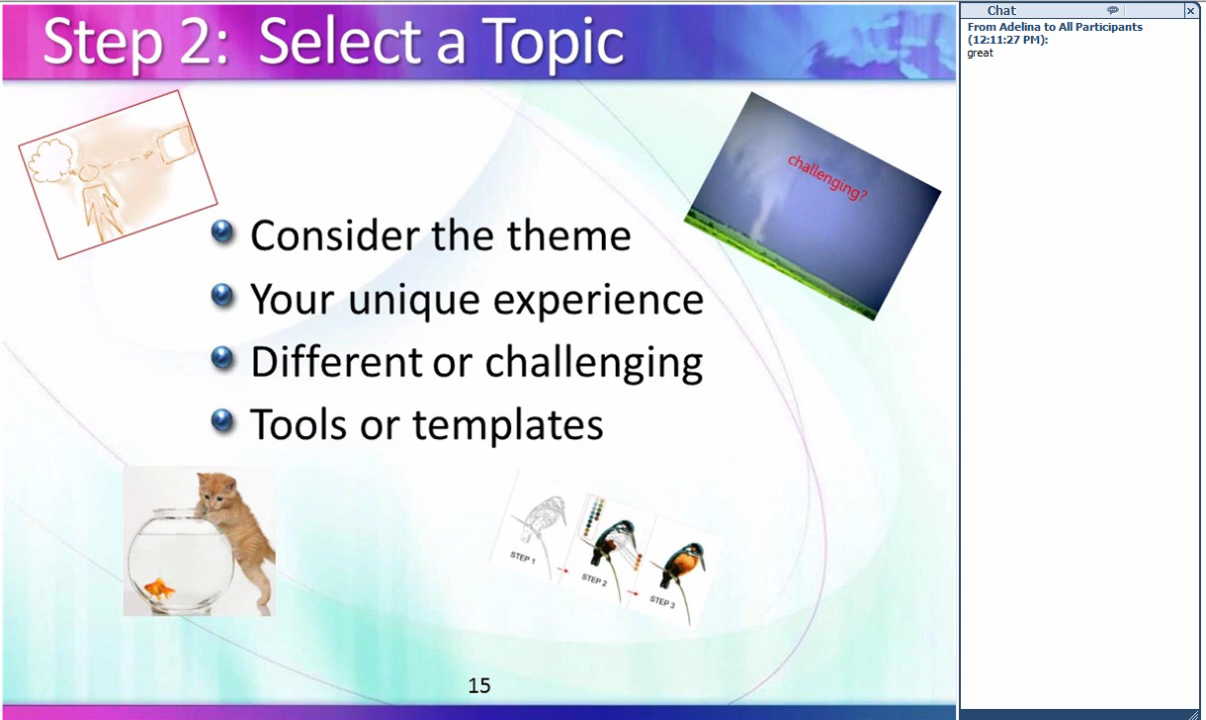 Step 2: Select a Topic
challenging?
Consider the theme
Your unique experience
Different or challenging
Tools or templates
STEP 1
STEP 2
STEP 3
15
Chat
From Adelina to All Participants
(12:11:27 PM):
great